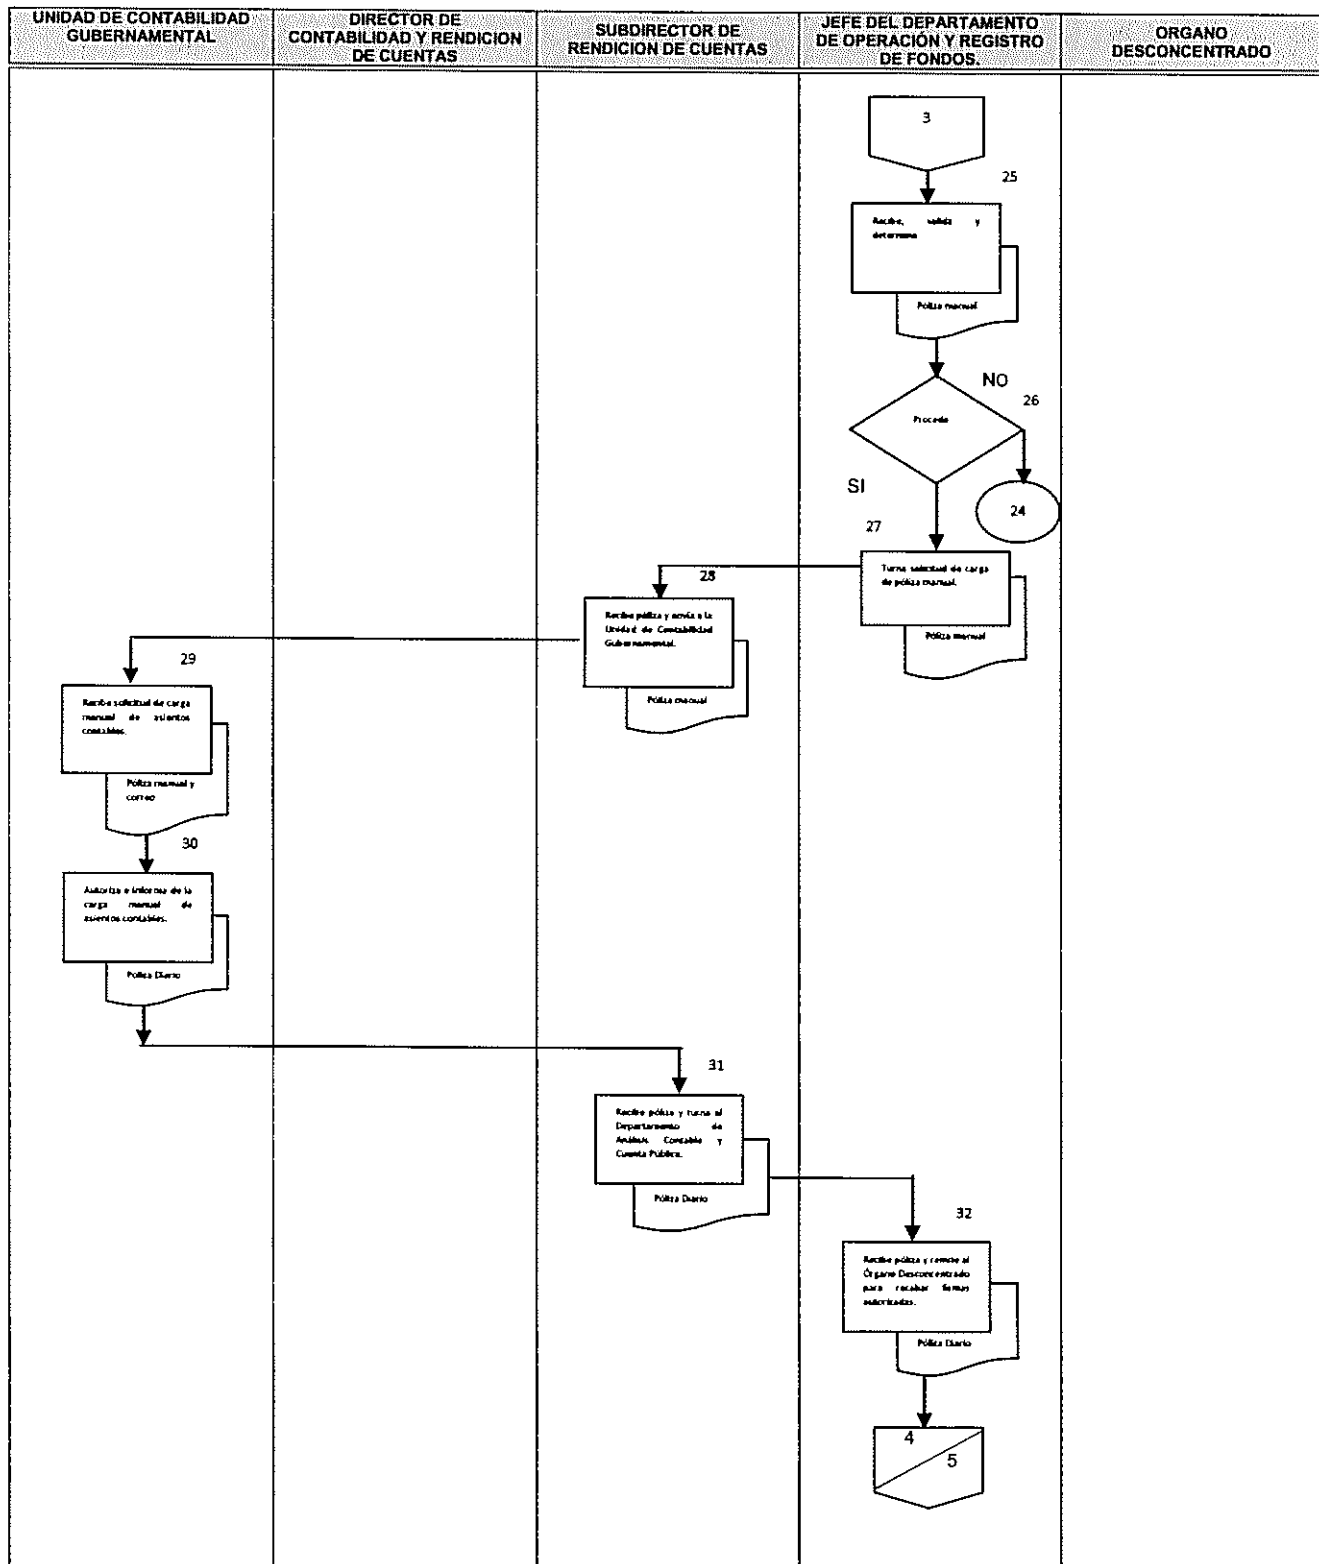 UNIDAD DE CONTABILIDAD
GUBERNAMENTAL
DIRECTOR DE
CONTABILIDAD Y RENDICION
DE CUENTAS
SUBDIRECTOR DE
RENDICION DE CUENTAS
JEFE DEL DEPARTAMENTO
DE OPERACIÓN Y REGISTRO
DE FONDOS.
ORGANO
DESCONCENTRADO
3
25
Recibe, valida y
determina
Póliza manual
NO
26
Procede
SI
24
27
Turna solicitud de carga
de póliza manual.
Póliza manual
28
Recibe póliza y envía a la
Unidad de Contabilidad
Gubernamental.
Póliza manual
29
Recibe solicitud de carga
manual de asientos
contables.
Póliza manual y
correo
30
Autoriza e informa de la
carga manual de
asientos contables.
Póliza Diario
31
Recibe póliza y turna al
Departamento de
Análisis Contable y
Cuenta Pública.
Póliza Diario
32
Recibe póliza y remite al
Órgano Desconcentrado
para recabar firmas
autorizadas.
Póliza Diario
4
5